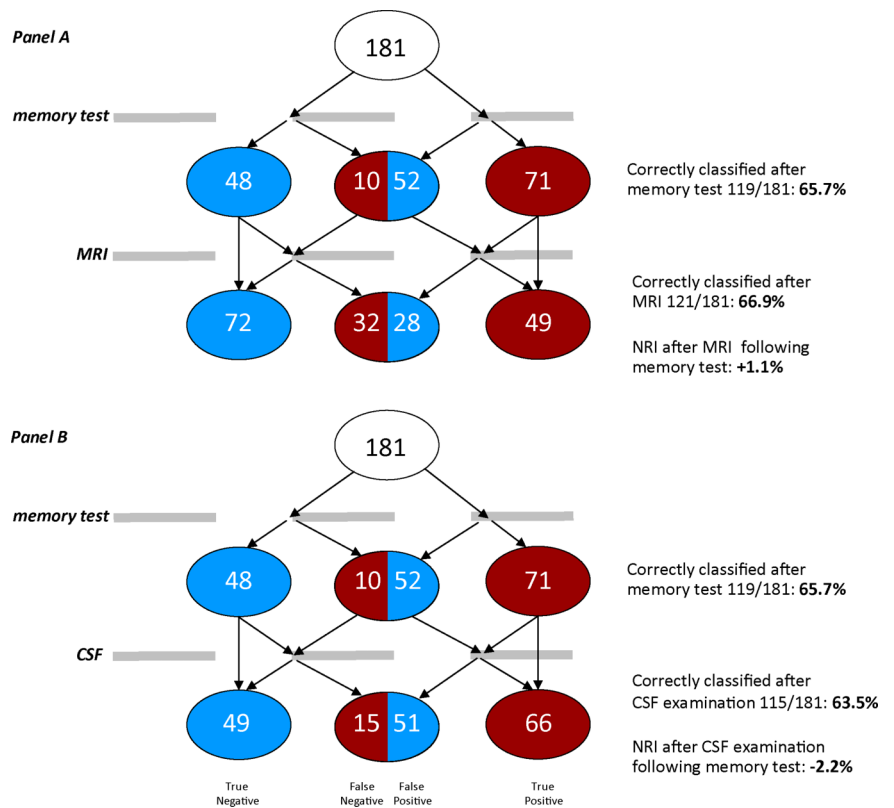 Panel A
181
memory test
48
10
52
71
Correctly classified after
memory test 119/181: 65.7%
MRI
72
32
28
49
Correctly classified after
MRI 121/181: 66.9%
NRI after MRI following
memory test: +1.1%
Panel B
181
memory test
48
10
52
71
Correctly classified after
memory test 119/181: 65.7%
CSF
49
15
51
66
Correctly classified after
CSF examination 115/181: 63.5%
NRI after CSF examination
following memory test: -2.2%
True
Negative
False
Negative
False
Positive
True
Positive